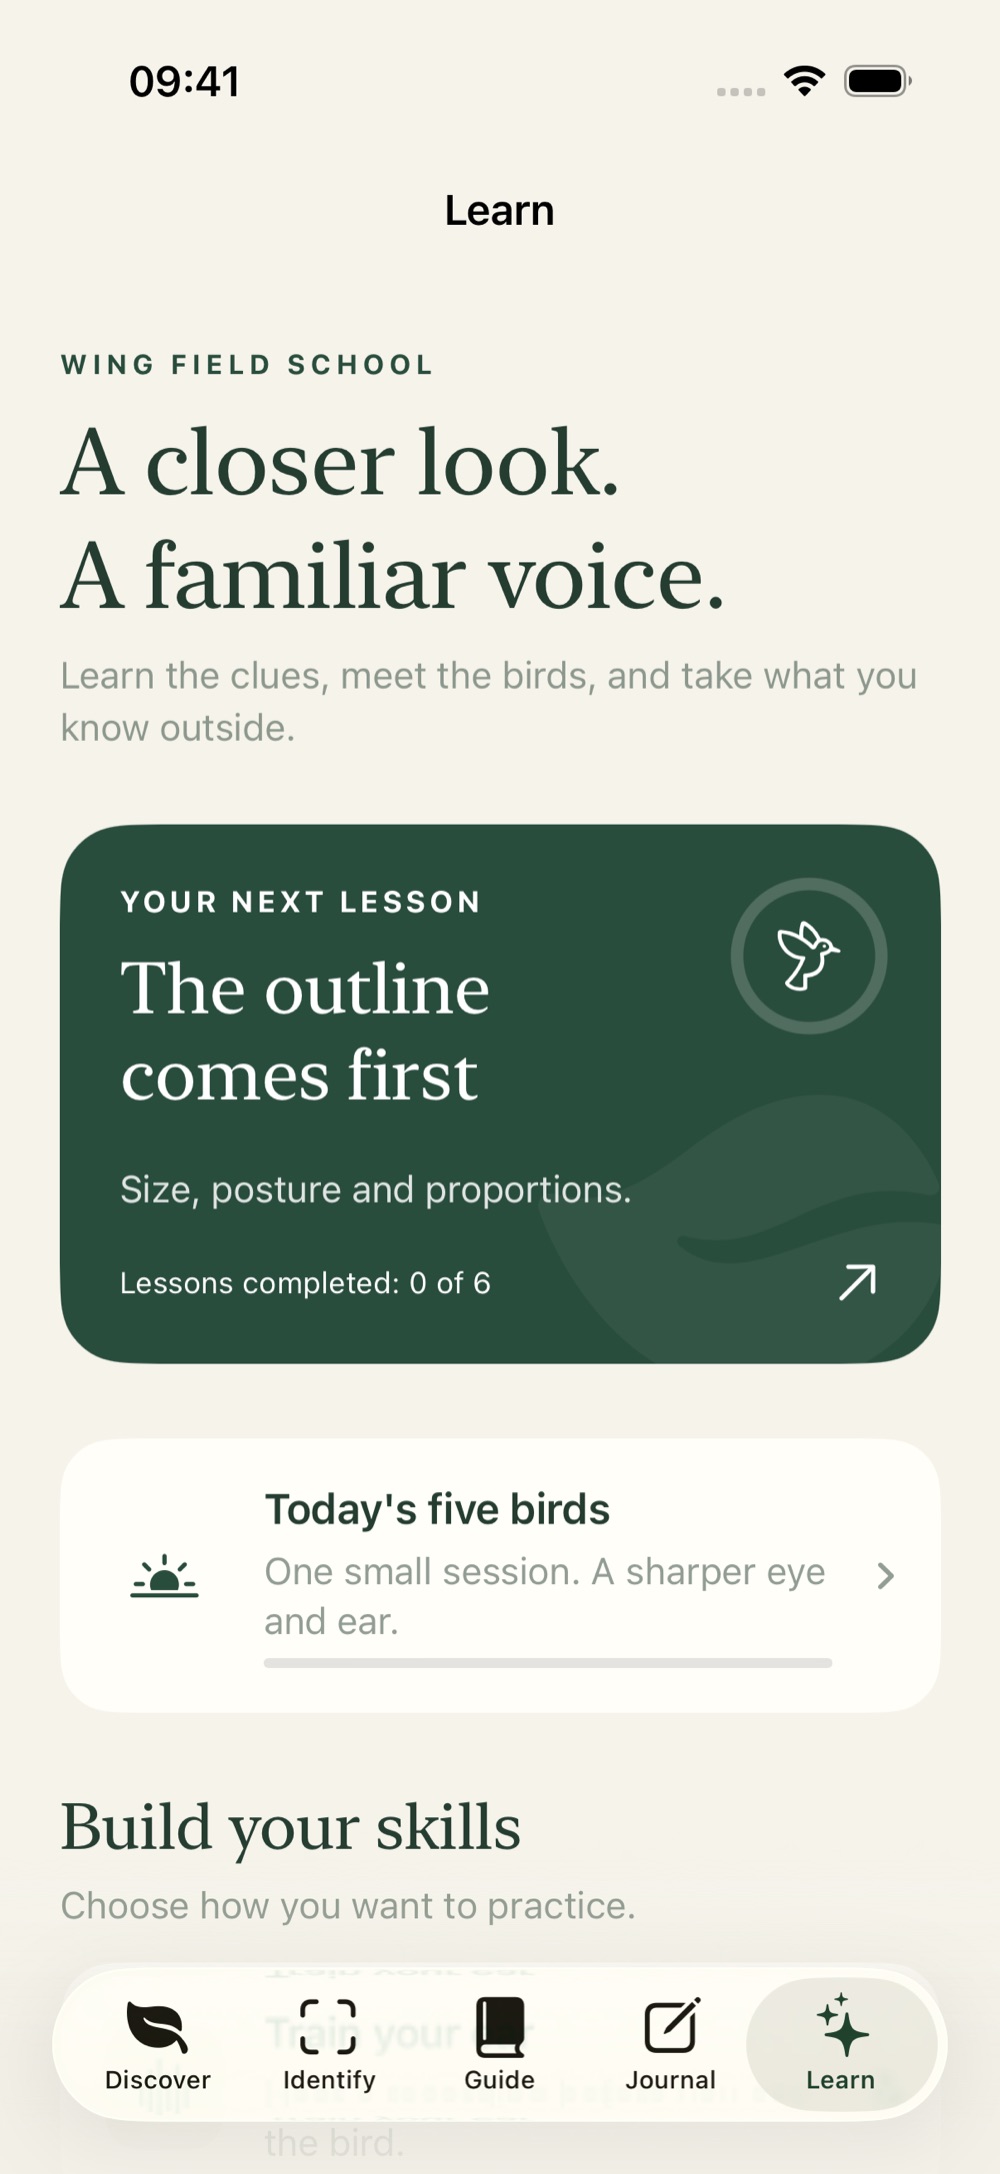 09:41
Learn
WING FIELD SCHOOL
A closer look.
A familiar voice.
Learn the clues, meet the birds, and take what you
know outside.
YOUR NEXT LESSON
The outline
comes first
Size, posture and proportions.
Lessons completed: 0 of 6
Today's five birds
One small session. A sharper eye
and ear.
Build your skills
Choose how you want to practice.
Train your ear
Discover
Identify
Guide
Journal
Learn
the bird.